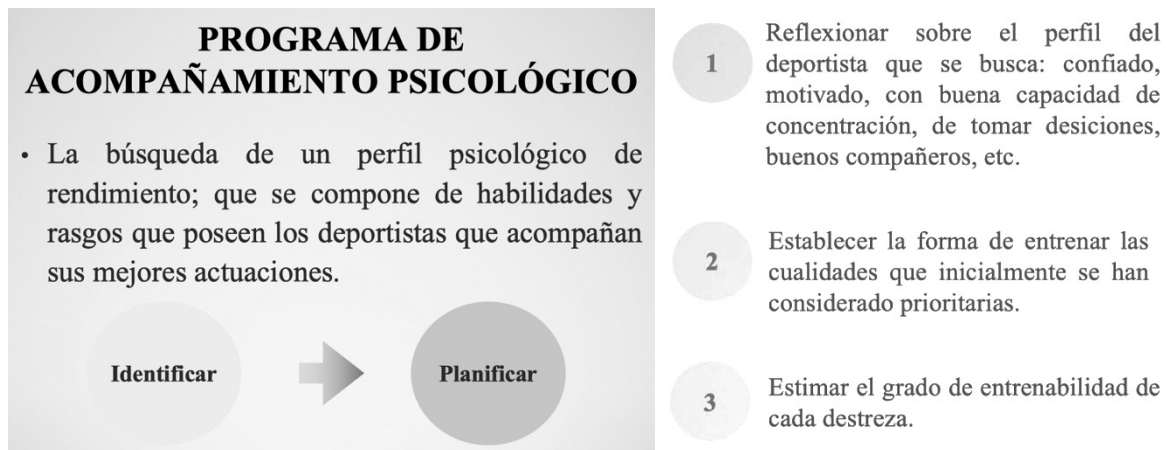 PROGRAMA DE
ACOMPAÑAMIENTO PSICOLÓGICO
• La búsqueda de un perfil psicológico de
rendimiento; que se compone de habilidades y
rasgos que poseen los deportistas que acompañan
sus mejores actuaciones.
Identificar
Planificar
1
Reflexionar sobre el perfil del
deportista que se busca: confiado,
motivado, con buena capacidad de
concentración, de tomar desiciones,
buenos compañeros, etc.
2
Establecer la forma de entrenar las
cualidades que inicialmente se han
considerado prioritarias.
3
Estimar el grado de entrenabilidad de
cada destreza.